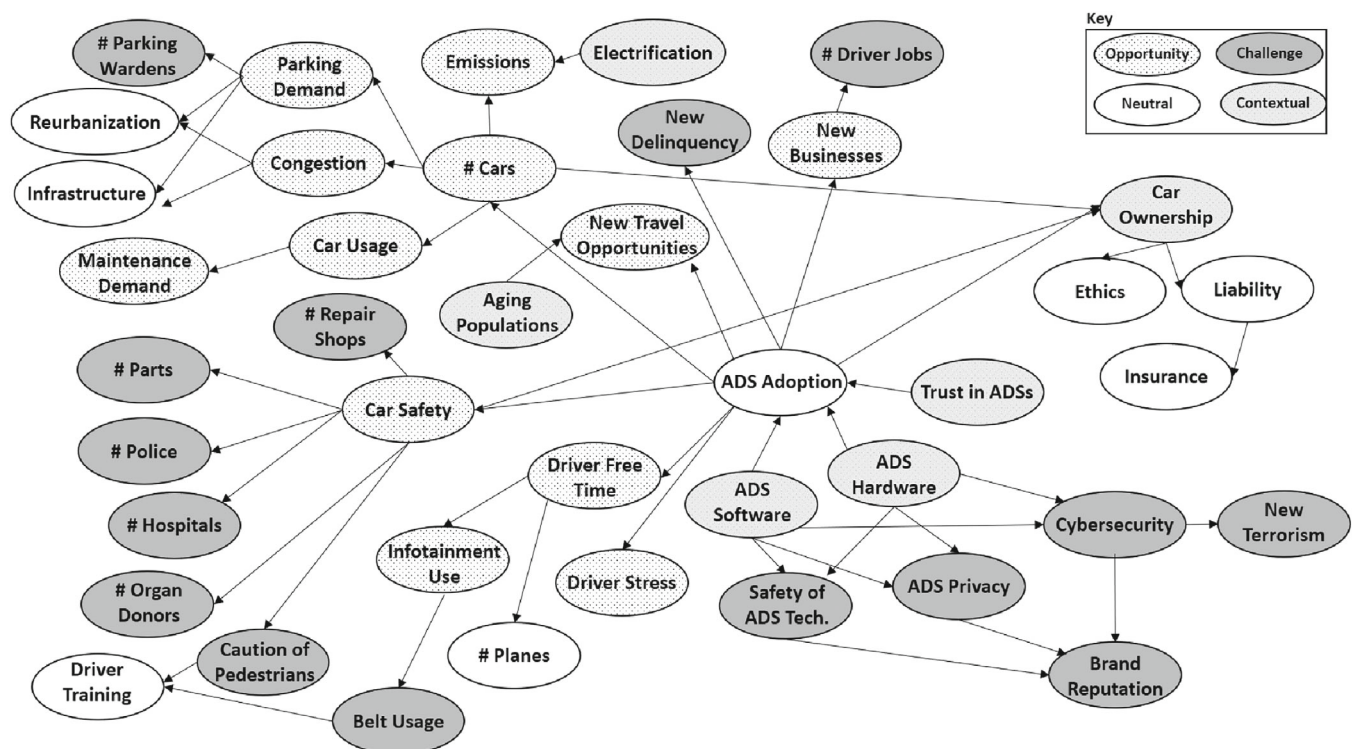 Key
Opportunity
Challenge
Neutral
Contextual
# Parking
Wardens
Parking
Demand
Emissions
Electrification
# Driver Jobs
Reurbanization
New
Delinquency
New
Businesses
Congestion
# Cars
Infrastructure
Car
Ownership
Car Usage
New Travel
Opportunities
Maintenance
Demand
Aging
Populations
Ethics
Liability
# Repair
Shops
# Parts
Car Safety
ADS Adoption
Trust in ADSs
Insurance
# Police
Driver Free
Time
ADS
Software
ADS
Hardware
# Hospitals
Cybersecurity
New
Terrorism
Infotainment
Use
Driver Stress
Safety of
ADS Tech.
ADS Privacy
# Organ
Donors
Caution of
Pedestrians
# Planes
Brand
Reputation
Driver
Training
Belt Usage